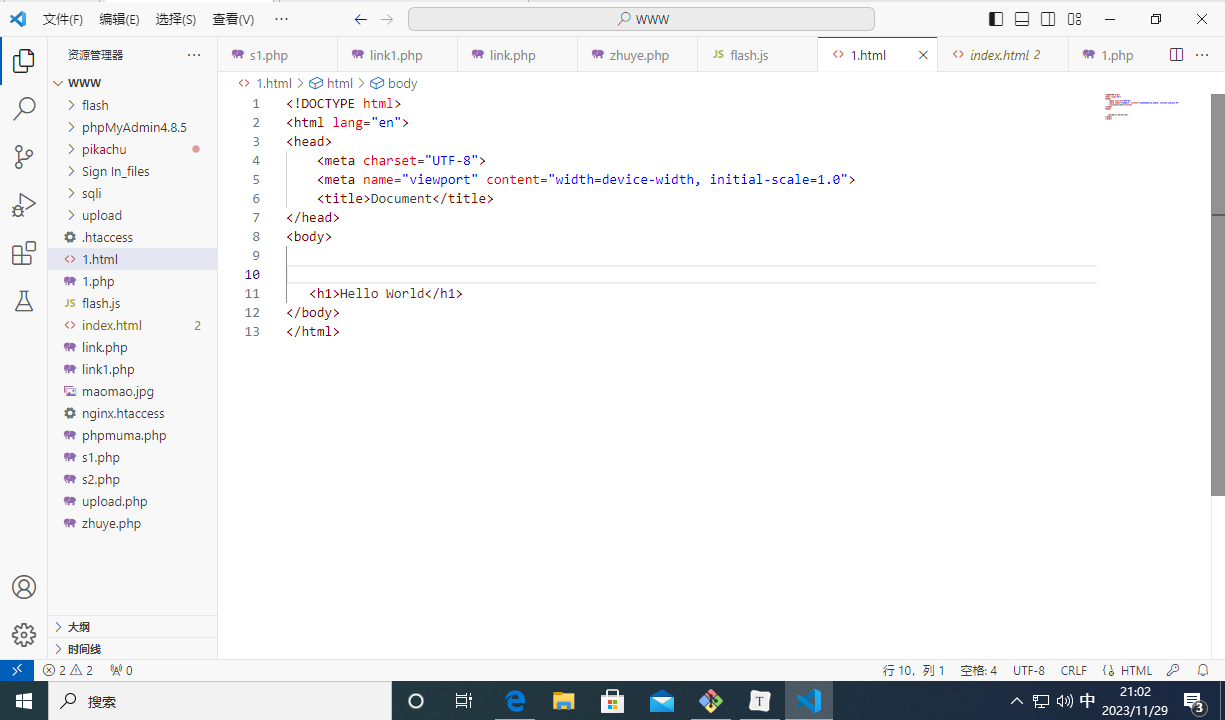 文件(F) 编辑(E) 选择(S) 查看(V) ··· WWW
资源管理器 ···
s1.php link1.php link.php zhuye.php JS flash.js 1.html index.html 2 1.php ···
WWW
flash
phpMyAdmin4.8.5
pikachu
Sign In_files
sqli
upload
.htaccess
1.html
1.php
JS flash.js
index.html 2
link.php
link1.php
maomao.jpg
nginx.htaccess
phpmuma.php
s1.php
s2.php
upload.php
zhuye.php
大纲
时间线
1.html > html > body
1 <!DOCTYPE html>
2 <html lang="en">
3 <head>
4 <meta charset="UTF-8">
5 <meta name="viewport" content="width=device-width, initial-scale=1.0">
6 <title>Document</title>
7 </head>
8 <body>
9
10
11 <h1>Hello World</h1>
12 </body>
13 </html>
2 2 0 行 10，列 1 空格: 4 UTF-8 CRLF HTML
搜索 T 中 21:02
2023/11/29 3